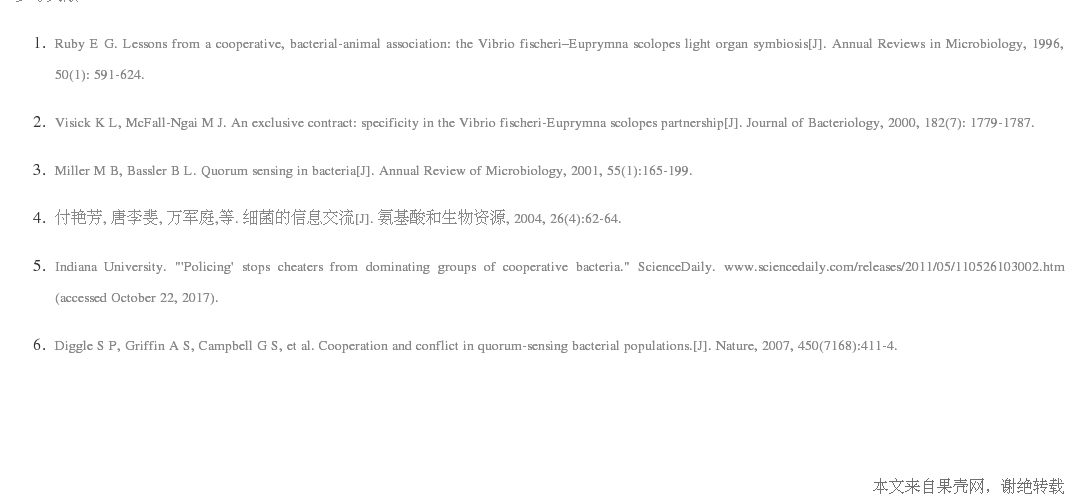 1. Ruby E G. Lessons from a cooperative, bacterial-animal association: the Vibrio fischeri–Euprymna scolopes light organ symbiosis[J]. Annual Reviews in Microbiology, 1996,
50(1): 591-624.
2. Visick K L, McFall-Ngai M J. An exclusive contract: specificity in the Vibrio fischeri-Euprymna scolopes partnership[J]. Journal of Bacteriology, 2000, 182(7): 1779-1787.
3. Miller M B, Bassler B L. Quorum sensing in bacteria[J]. Annual Review of Microbiology, 2001, 55(1):165-199.
4. 付艳芳, 唐李斐, 万军庭,等. 细菌的信息交流[J]. 氨基酸和生物资源, 2004, 26(4):62-64.
5. Indiana University. "'Policing' stops cheaters from dominating groups of cooperative bacteria." ScienceDaily. www.sciencedaily.com/releases/2011/05/110526103002.htm
(accessed October 22, 2017).
6. Diggle S P, Griffin A S, Campbell G S, et al. Cooperation and conflict in quorum-sensing bacterial populations.[J]. Nature, 2007, 450(7168):411-4.
本文来自果壳网，谢绝转载